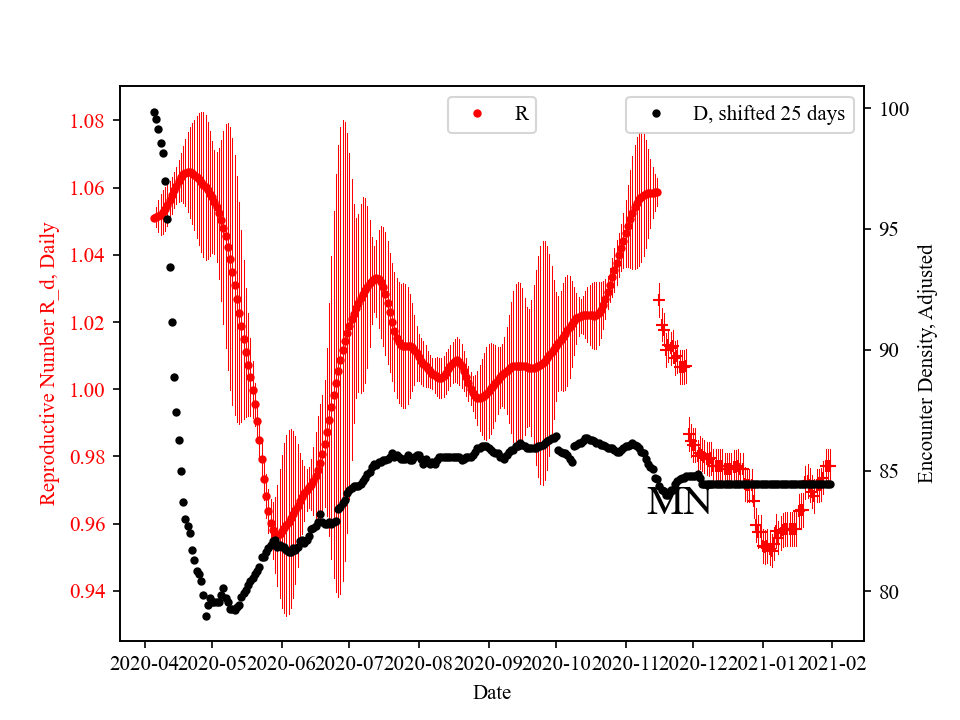 R
D, shifted 25 days
1.08
1.06
1.04
1.02
1.00
0.98
0.96
0.94
Reproductive Number R_d, Daily
100
95
90
85
80
Encounter Density, Adjusted
MN
2020-04 2020-05 2020-06 2020-07 2020-08 2020-09 2020-10 2020-11 2020-12 2021-01 2021-02
Date